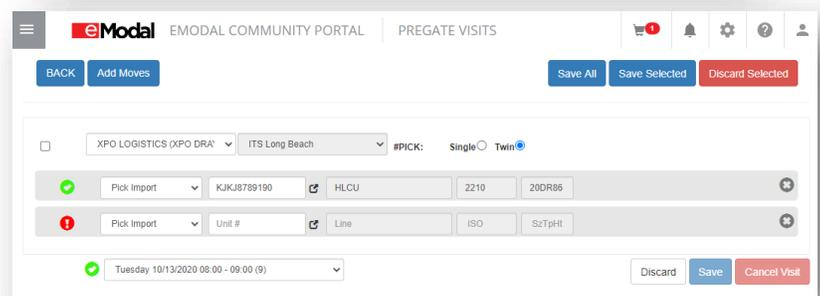 eModal EMODAL COMMUNITY PORTAL PREGATE VISITS 1
BACK Add Moves Save All Save Selected Discard Selected
XPO LOGISTICS (XPO DRA ITS Long Beach #PICK: Single Twin
Pick Import KJKJ8789190 HLCU 2210 20DR86
Pick Import Unit # Line ISO SzTpHt
Tuesday 10/13/2020 08:00 - 09:00 (9) Discard Save Cancel Visit